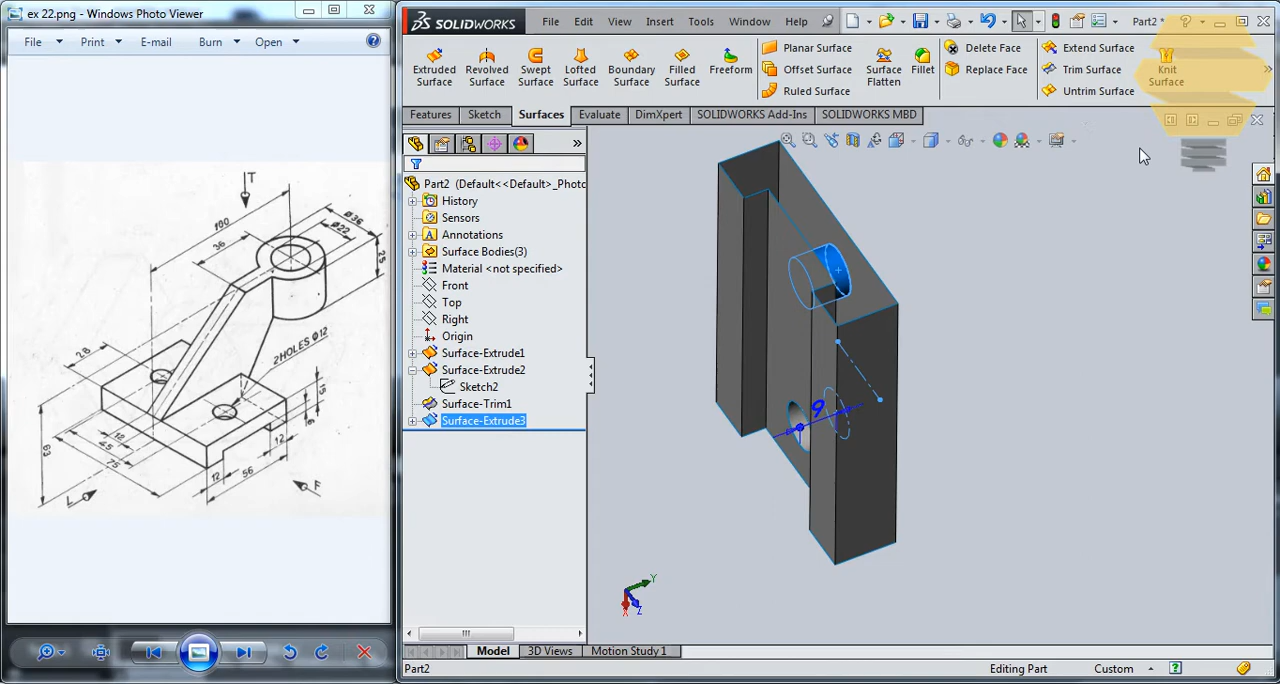 ex 22.png - Windows Photo Viewer
File Print E-mail Burn Open
T
100
36
Ø36
Ø22
25
28
2HOLES Ø12
15
9
12
45
75
63
12
12
56
L
F
SOLIDWORKS File Edit View Insert Tools Window Help Part2 *
Extruded Surface
Revolved Surface
Swept Surface
Lofted Surface
Boundary Surface
Filled Surface
Freeform
Planar Surface
Offset Surface
Ruled Surface
Surface Flatten
Fillet
Delete Face
Replace Face
Extend Surface
Trim Surface
Untrim Surface
Knit Surface
Features Sketch Surfaces Evaluate DimXpert SOLIDWORKS Add-Ins SOLIDWORKS MBD
Part2 (Default<<Default>_Photo
History
Sensors
Annotations
Surface Bodies(3)
Material <not specified>
Front
Top
Right
Origin
Surface-Extrude1
Surface-Extrude2
Sketch2
Surface-Trim1
Surface-Extrude3
9
Y
X
Z
Model 3D Views Motion Study 1
Part2 Editing Part Custom